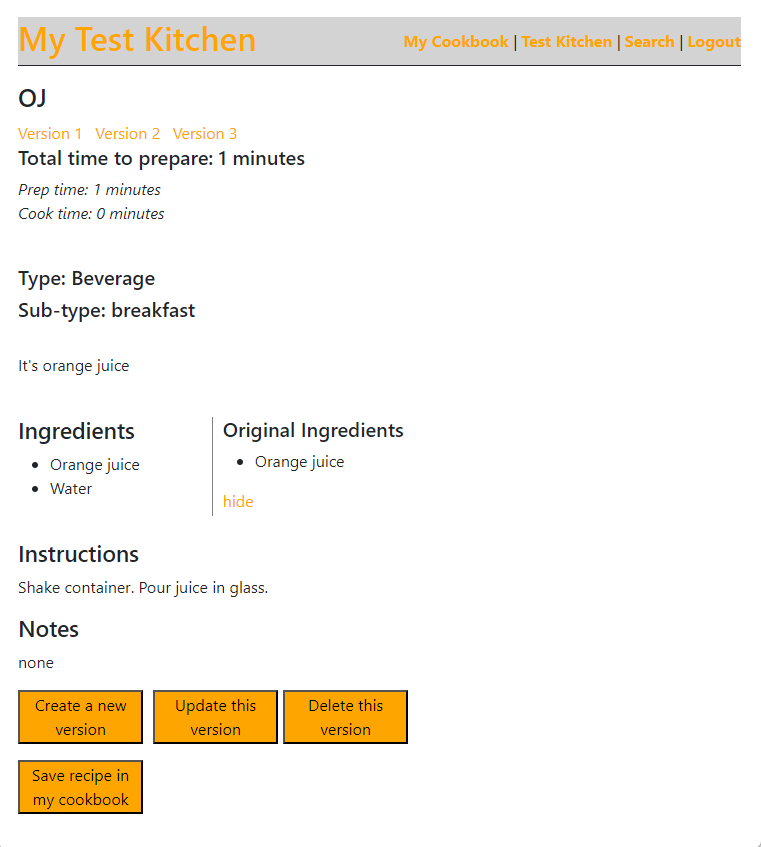 My Test Kitchen
My Cookbook | Test Kitchen | Search | Logout
OJ
Version 1 Version 2 Version 3
Total time to prepare: 1 minutes
Prep time: 1 minutes
Cook time: 0 minutes
Type: Beverage
Sub-type: breakfast
It's orange juice
Ingredients
• Orange juice
• Water
Original Ingredients
• Orange juice
hide
Instructions
Shake container. Pour juice in glass.
Notes
none
Create a new
version
Update this
version
Delete this
version
Save recipe in
my cookbook